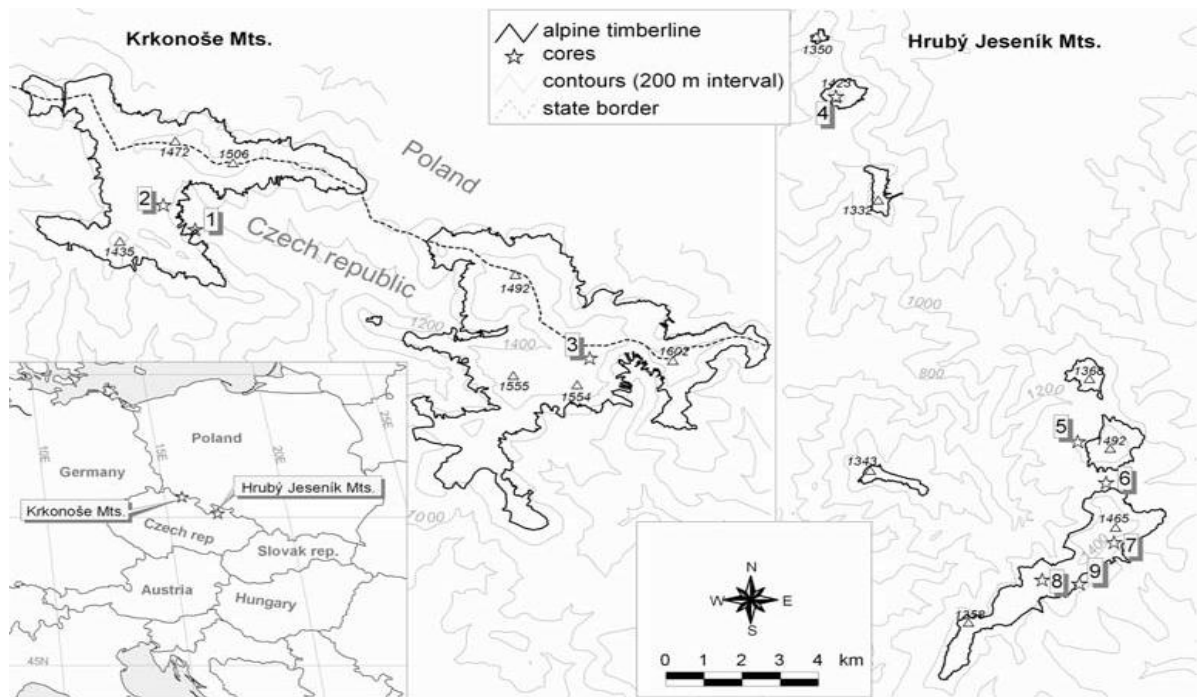 Krkonoše Mts.
alpine timberline
cores
contours (200 m interval)
state border
Hrubý Jeseník Mts.
1350
1423
4
1472
1506
Poland
2
1
1332
Czech republic
1435
1492
1000
1200
1400
3
1602
800
1368
1200
1555
1554
5
1492
1343
6
1000
1465
1400
7
8
9
1358
10E
15E
20E
25E
Poland
Germany
Hrubý Jeseník Mts.
Krkonoše Mts.
Czech rep
Slovak rep.
Austria
Hungary
45N
N
W
E
S
0 1 2 3 4 km